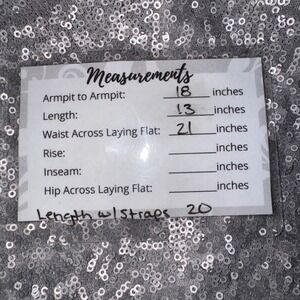 Measurements
Armpit to Armpit: 18 inches
Length: 13 inches
Waist Across Laying Flat: 21 inches
Rise: inches
Inseam: inches
Hip Across Laying Flat: inches
Length w/straps 20